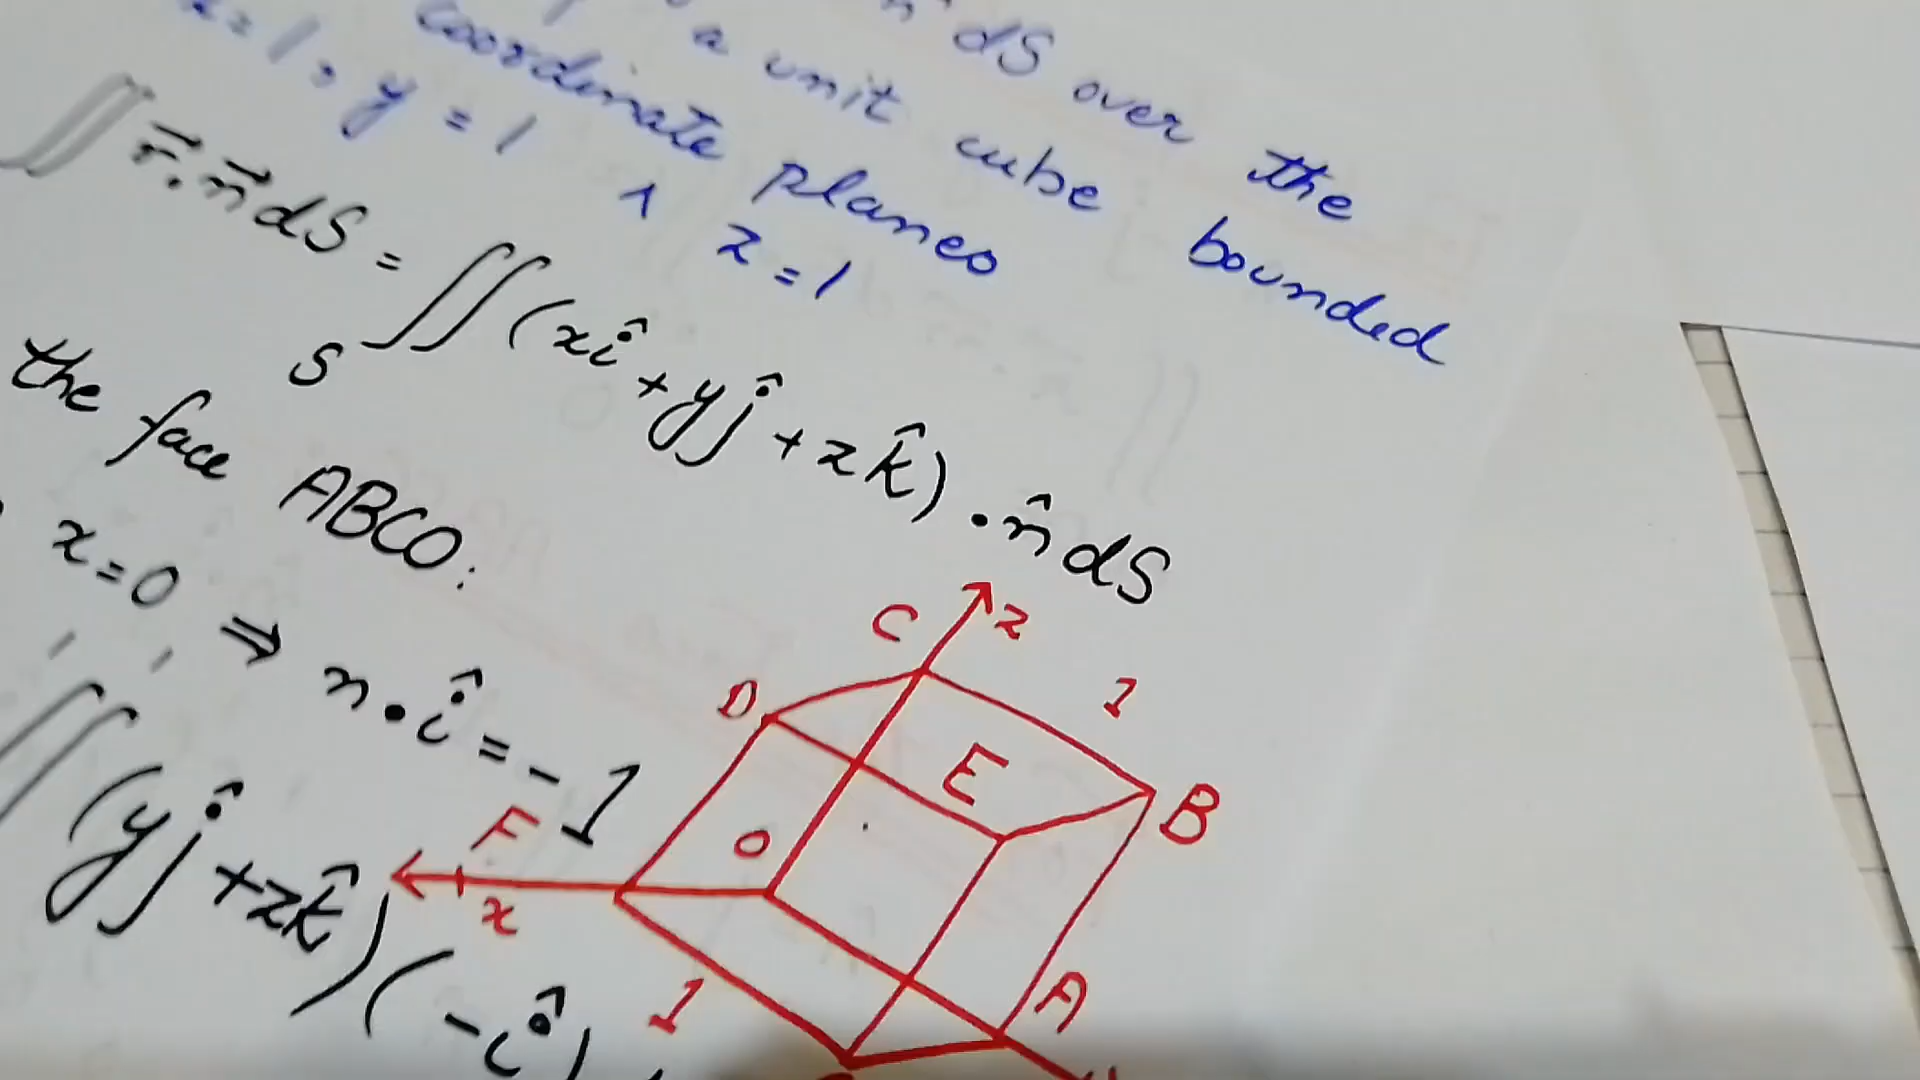 n dS over the
a unit cube bounded
coordinate planes
x = 1, y = 1 ∧ z = 1
∬ r⃗ . n⃗ dS = ∬ (xî + yĵ + zk̂) . n̂ dS
S
the face ABCO:
x = 0 ⇒ n . î = -1
∬ (yĵ + zk̂)(-î)
C
z
D
1
E
B
F
O
x
A
1